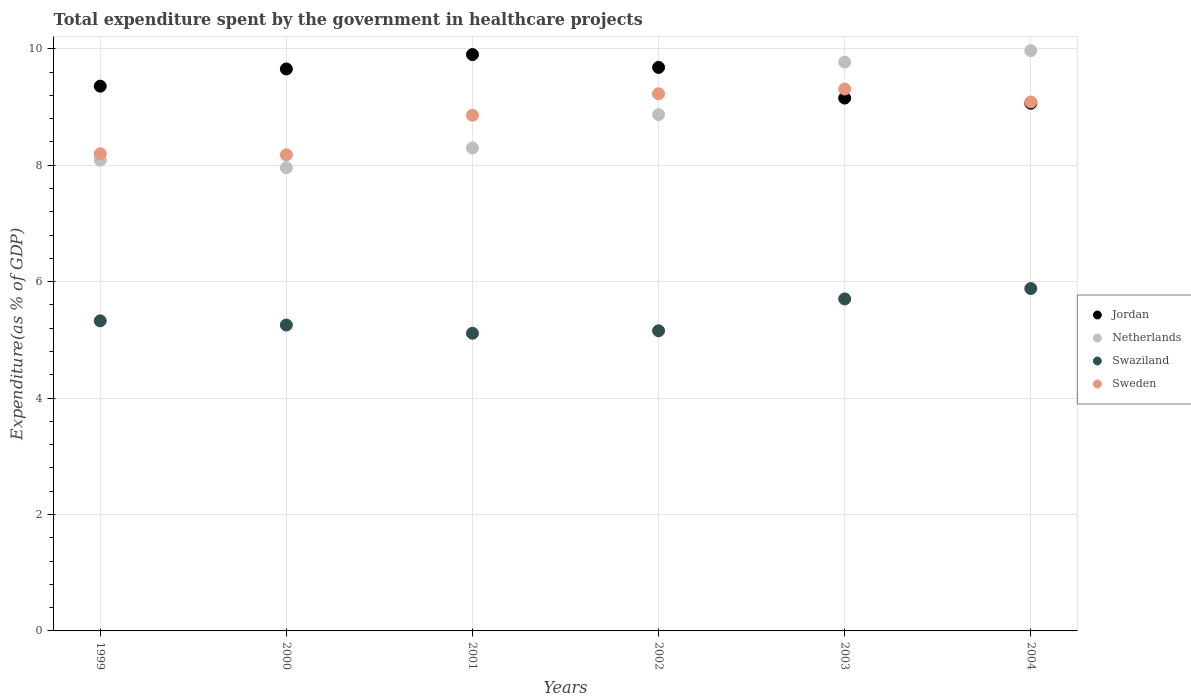 Total expenditure spent by the government in healthcare projects
Expenditure(as % of GDP)
10
8
6
4
2
0
1999
2000
2001
2002
2003
2004
Years
Jordan
Netherlands
Swaziland
Sweden